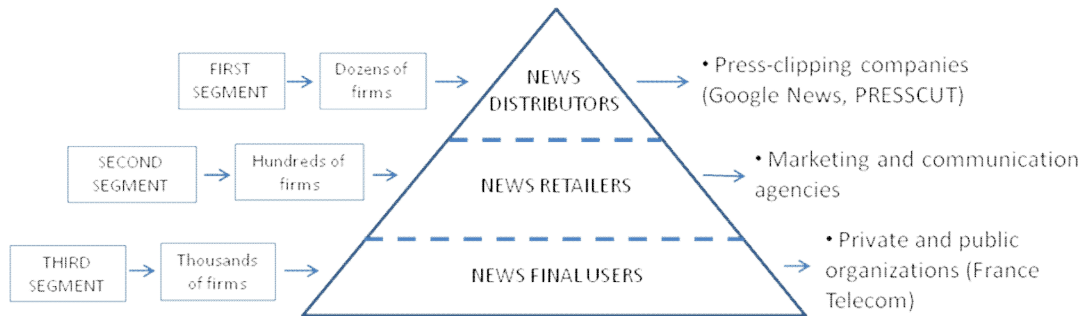 FIRST
SEGMENT
Dozens of
firms
NEWS
DISTRIBUTORS
• Press-clipping companies
(Google News, PRESSCUT)
SECOND
SEGMENT
Hundreds of
firms
NEWS RETAILERS
• Marketing and communication
agencies
THIRD
SEGMENT
Thousands
of firms
NEWS FINAL USERS
• Private and public
organizations (France
Telecom)